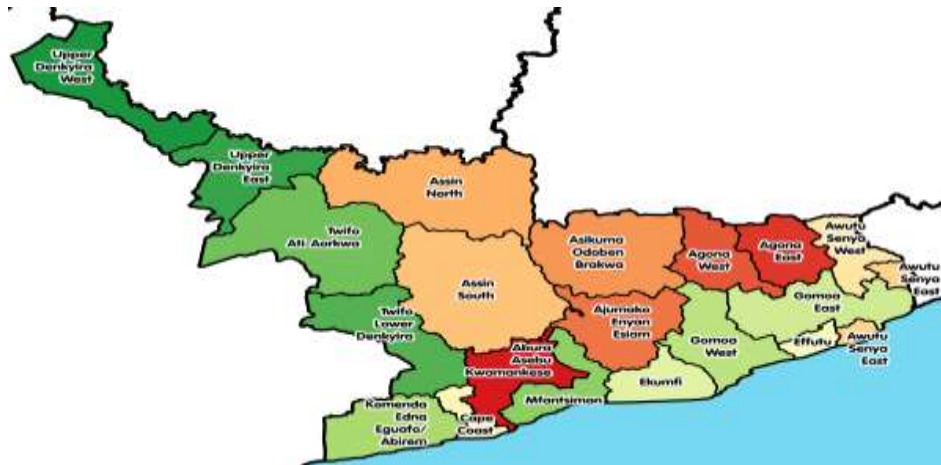 Upper
Denkyira
West
Upper
Denkyira
East
Assin
North
Twifo
Ati Aorkwa
Assin
South
Asikuma
Odoben
Brakwa
Agona
West
Agona
East
Awutu
Senya
West
Awutu
Senya
East
Gomoa
East
Twifo
Lower
Denkyira
Ajumako
Enyan
Esiam
Gomoa
West
Effutu
Awutu
Senya
East
Abura
Asebu
Kwamankese
Ekumfi
Mfantsiman
Komenda
Edna
Eguafo/
Abirem
Cape
Coast